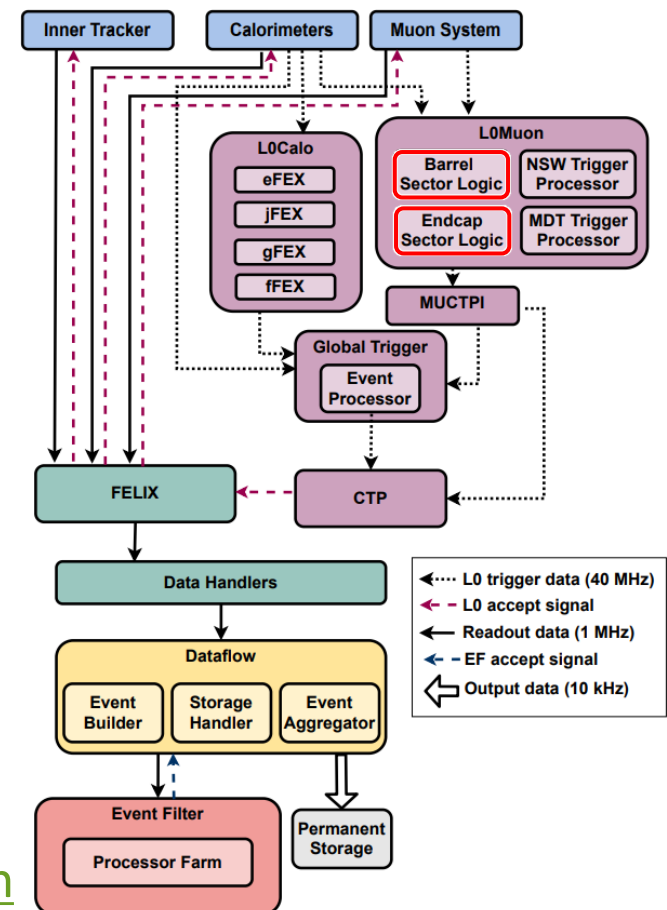 Inner Tracker
Calorimeters
Muon System
L0Calo
eFEX
jFEX
gFEX
fFEX
L0Muon
Barrel
Sector Logic
NSW Trigger
Processor
Endcap
Sector Logic
MDT Trigger
Processor
MUCTPI
Global Trigger
Event
Processor
FELIX
CTP
Data Handlers
L0 trigger data (40 MHz)
L0 accept signal
Readout data (1 MHz)
EF accept signal
Output data (10 kHz)
Dataflow
Event
Builder
Storage
Handler
Event
Aggregator
Event Filter
Processor Farm
Permanent
Storage